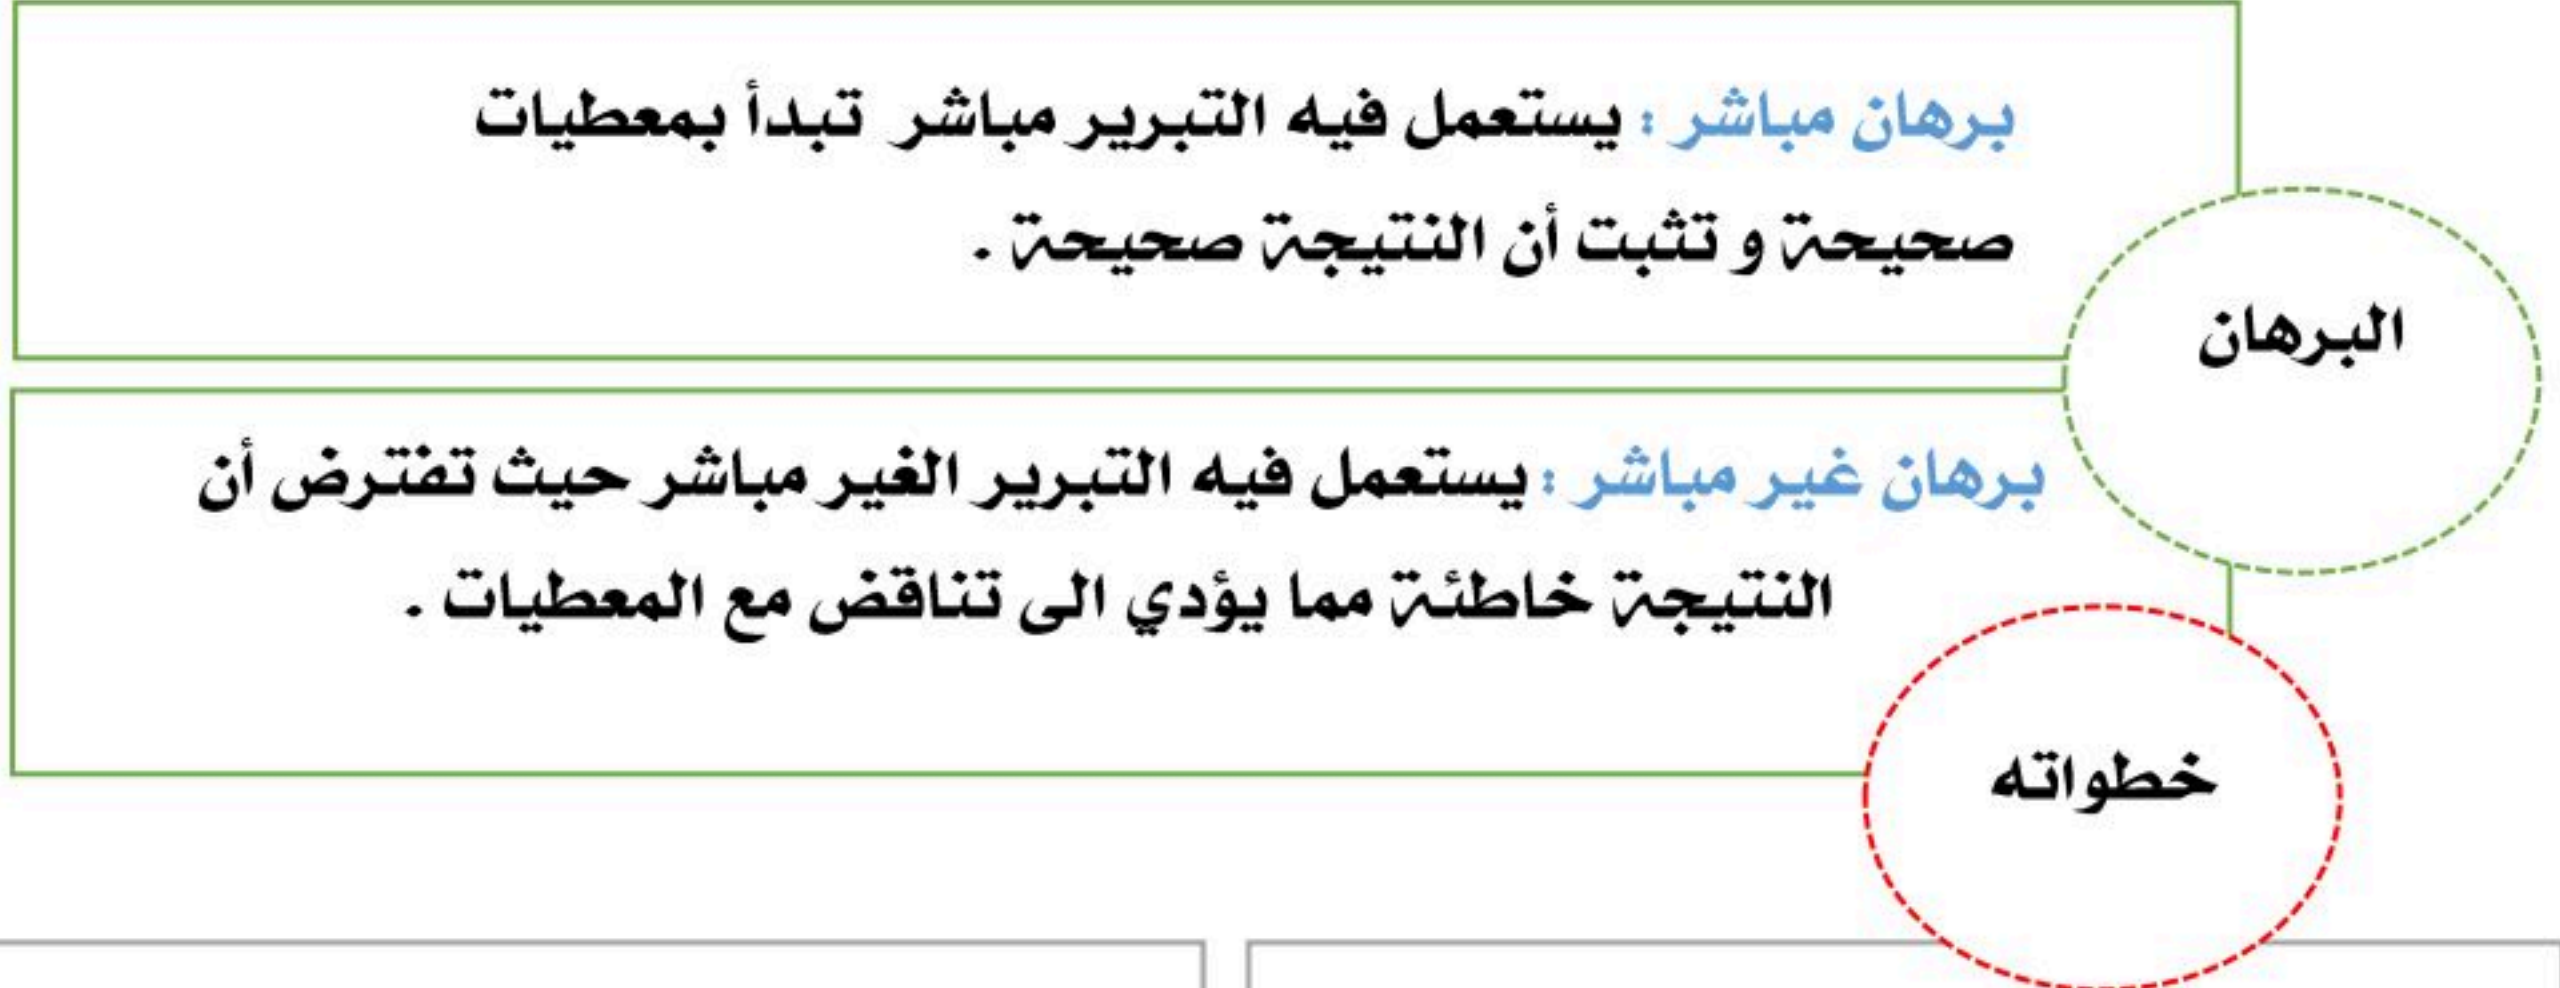 برهان مباشر : يستعمل فيه التبرير مباشر تبدأ بمعطيات
صحيحة و تثبت أن النتيجة صحيحة .
البرهان
برهان غير مباشر : يستعمل فيه التبرير الغير مباشر حيث تفترض أن
النتيجة خاطئة مما يؤدي الى تناقض مع المعطيات .
خطواته